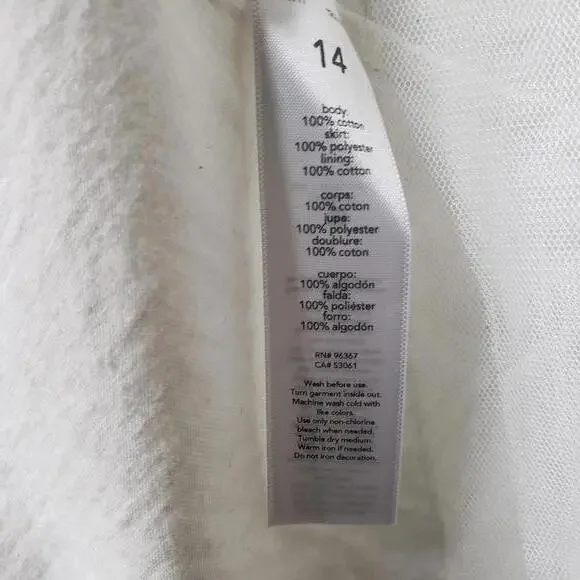 14
body:
100% cotton
skirt:
100% polyester
lining:
100% cotton
corps:
100% coton
jupe:
100% polyester
doublure:
100% coton
cuerpo:
100% algodón
falda:
100% poliéster
forro:
100% algodón
RN# 96367
CA# 53061
Wash before use.
Turn garment inside out.
Machine wash cold with
like colors.
Use only non-chlorine
bleach when needed.
Tumble dry medium.
Warm iron if needed.
Do not iron decoration.